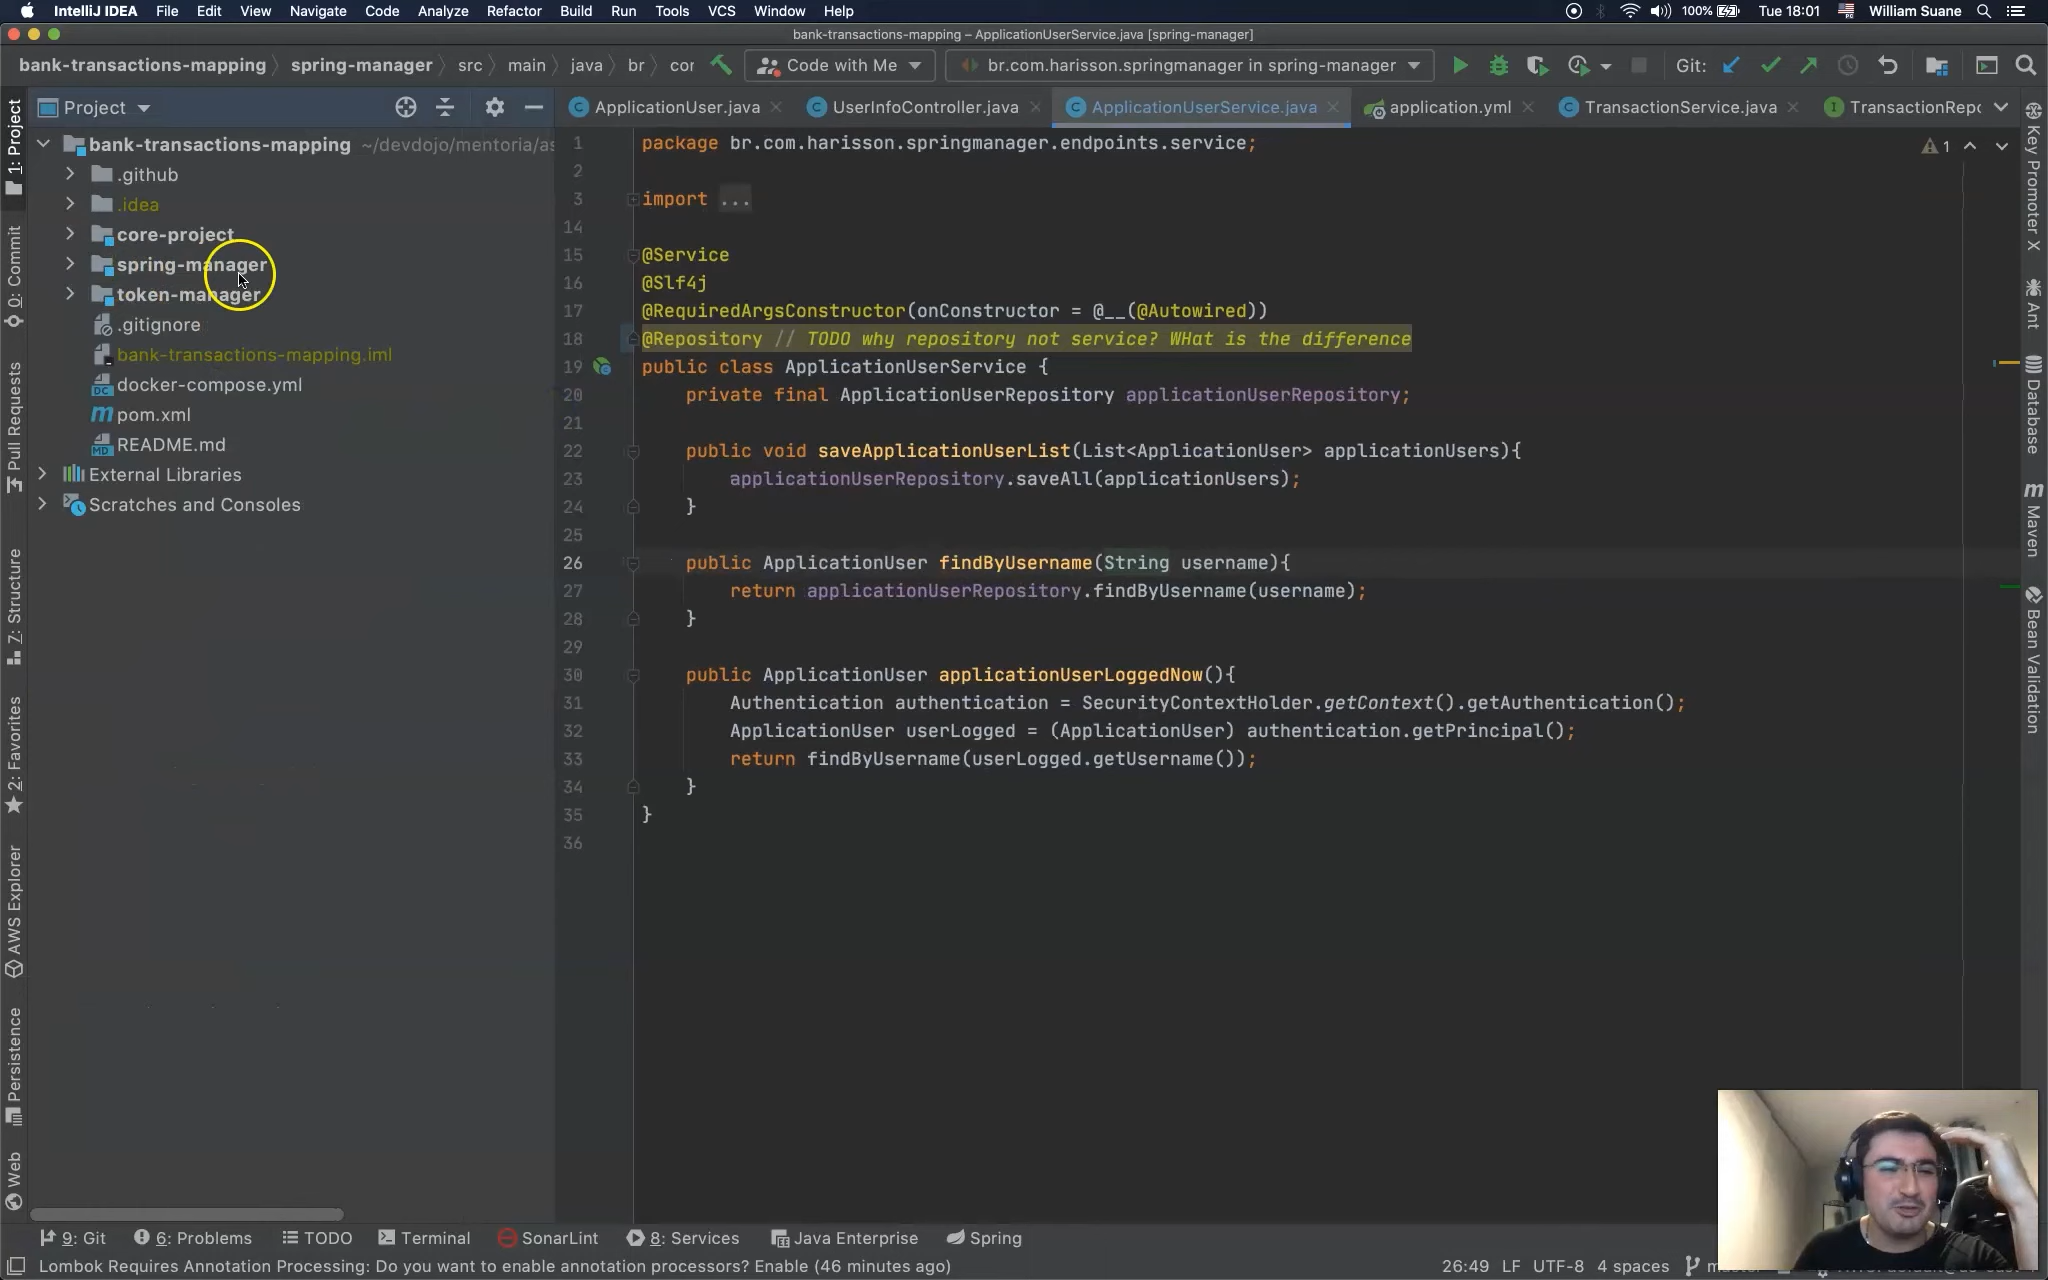 IntelliJ IDEA File Edit View Navigate Code Analyze Refactor Build Run Tools VCS Window Help 100% Tue 18:01 William Suane
bank-transactions-mapping – ApplicationUserService.java [spring-manager]
bank-transactions-mapping spring-manager src main java br cor Code with Me br.com.harisson.springmanager in spring-manager Git:
Project
ApplicationUser.java UserInfoController.java ApplicationUserService.java application.yml TransactionService.java TransactionRepo
bank-transactions-mapping ~/devdojo/mentoria/as
.github
.idea
core-project
spring-manager
token-manager
.gitignore
bank-transactions-mapping.iml
docker-compose.yml
pom.xml
README.md
External Libraries
Scratches and Consoles
1: Project
0: Commit
Pull Requests
7: Structure
2: Favorites
AWS Explorer
Persistence
Web
1 package br.com.harisson.springmanager.endpoints.service;
2
3 import ...
14
15 @Service
16 @Slf4j
17 @RequiredArgsConstructor(onConstructor = @__(@Autowired))
18 @Repository // TODO why repository not service? WHat is the difference
19 public class ApplicationUserService {
20 private final ApplicationUserRepository applicationUserRepository;
21
22 public void saveApplicationUserList(List<ApplicationUser> applicationUsers){
23 applicationUserRepository.saveAll(applicationUsers);
24 }
25
26 public ApplicationUser findByUsername(String username){
27 return applicationUserRepository.findByUsername(username);
28 }
29
30 public ApplicationUser applicationUserLoggedNow(){
31 Authentication authentication = SecurityContextHolder.getContext().getAuthentication();
32 ApplicationUser userLogged = (ApplicationUser) authentication.getPrincipal();
33 return findByUsername(userLogged.getUsername());
34 }
35 }
36
1
Key Promoter X
Ant
Database
Maven
Bean Validation
9: Git 6: Problems TODO Terminal SonarLint 8: Services Java Enterprise Spring
Lombok Requires Annotation Processing: Do you want to enable annotation processors? Enable (46 minutes ago) 26:49 LF UTF-8 4 spaces